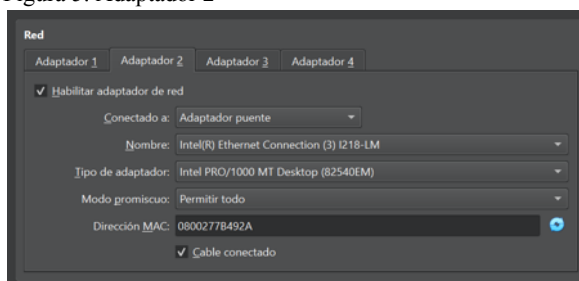 Figura 3. Adaptador 2
Red
Adaptador 1 Adaptador 2 Adaptador 3 Adaptador 4
Habilitar adaptador de red
Conectado a: Adaptador puente
Nombre: Intel(R) Ethernet Connection (3) I218-LM
Tipo de adaptador: Intel PRO/1000 MT Desktop (82540EM)
Modo promiscuo: Permitir todo
Dirección MAC: 0800277B492A
Cable conectado